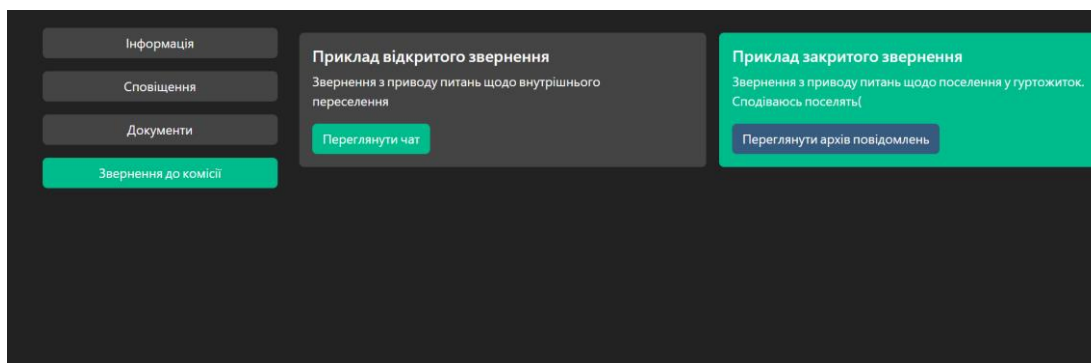 Інформація
Сповіщення
Документи
Звернення до комісії
Приклад відкритого звернення
Звернення з приводу питань щодо внутрішнього
переселення
Переглянути чат
Приклад закритого звернення
Звернення з приводу питань щодо поселення у гуртожиток.
Сподіваюсь поселять(
Переглянути архів повідомлень